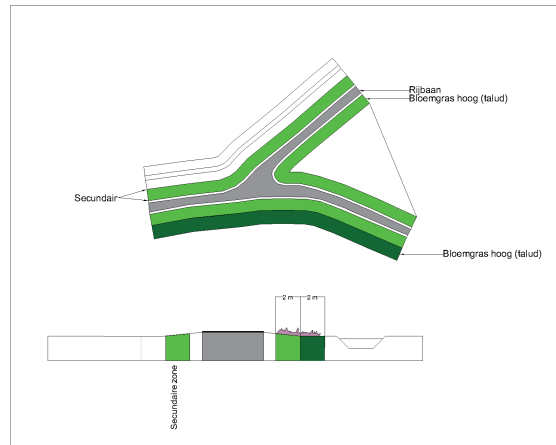 Rijbaan
Bloemgras hoog (talud)
Secundair
Bloemgras hoog (talud)
2 m
2 m
Secundaire zone